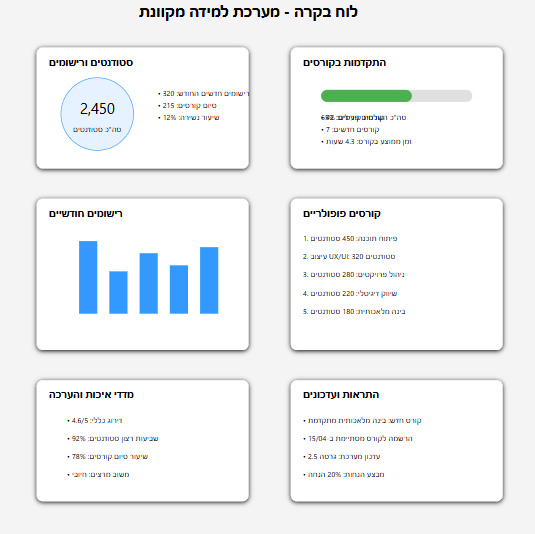 לוח בקרה - מערכת למידה מקוונת
התקדמות בקורסים
• קורסים חדשים: 7
• זמן ממוצע בקורס: 4.3 שעות
סטודנטים ורישומים
2,450
סה"כ סטודנטים
• רישומים חדשים החודש: 320
• סיום קורסים: 215
• שיעור נשירה: 12%
קורסים פופולריים
1. פיתוח תוכנה: 450 סטודנטים
2. עיצוב UX/UI: 320 סטודנטים
3. ניהול פרויקטים: 280 סטודנטים
4. שיווק דיגיטלי: 220 סטודנטים
5. בינה מלאכותית: 180 סטודנטים
רישומים חודשיים
התראות ועדכונים
• קורס חדש: בינה מלאכותית מתקדמת
• הרשמה לקורס מסתיימת ב- 15/04
• עדכון מערכת: גרסה 2.5
• מבצע הנחות: 20% הנחה
מדדי איכות והערכה
• דירוג כללי: 4.6/5
• שביעות רצון סטודנטים: 92%
• שיעור סיום קורסים: 78%
• משוב מרצים: חיובי